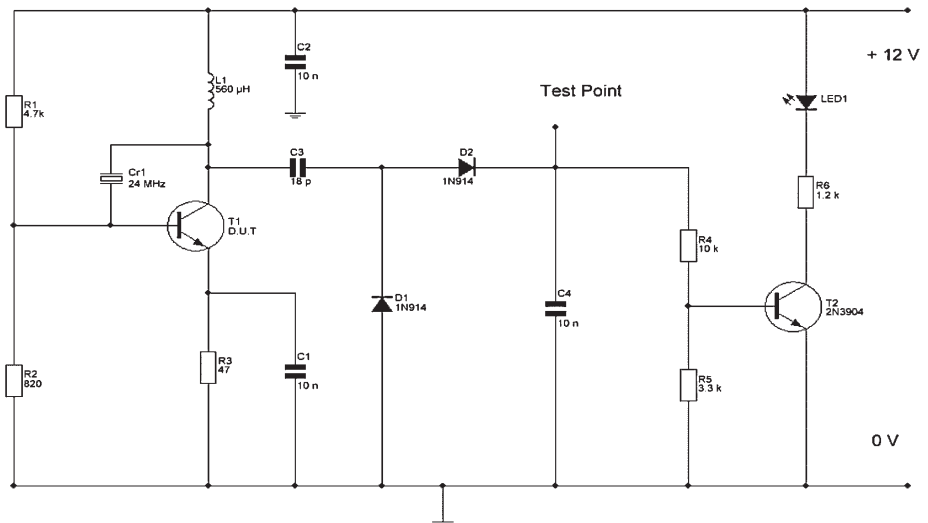 C2
10 n
+ 12 V
L1
560 µH
Test Point
LED1
R1
4.7k
C3
18 p
D2
1N914
Cr1
24 MHz
R6
1.2 k
T1
D.U.T
R4
10 k
D1
1N914
C4
10 n
T2
2N3904
R3
47
C1
10 n
R2
820
R5
3.3 k
0 V